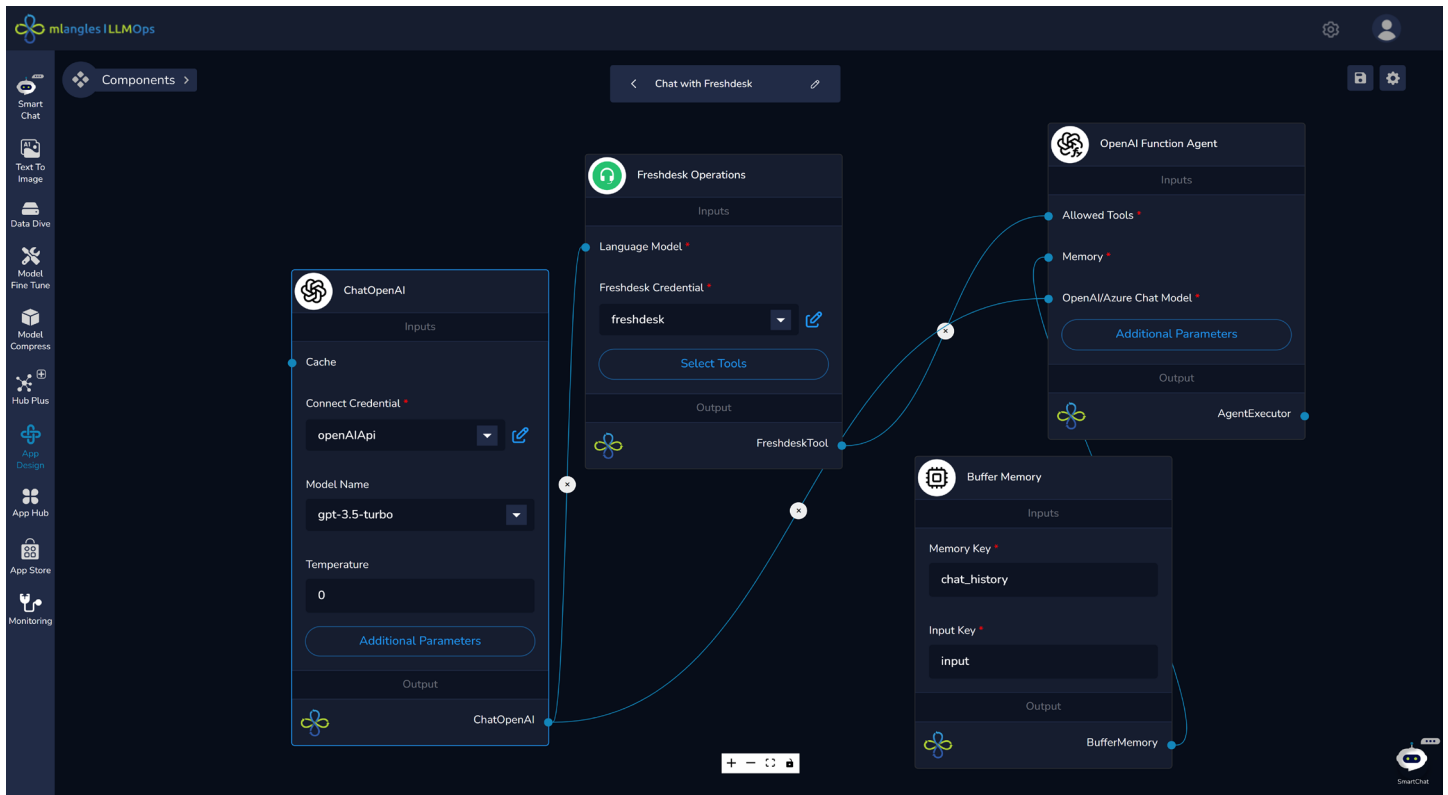 mlangles | LLMOps
Components
Chat with Freshdesk
Smart
Chat
Text To
Image
Data Dive
Model
Fine Tune
Model
Compress
Hub Plus
App
Design
App Hub
App Store
Monitoring
ChatOpenAI
Inputs
Cache
Connect Credential *
openAIApi
Model Name
gpt-3.5-turbo
Temperature
0
Additional Parameters
Output
ChatOpenAI
Freshdesk Operations
Inputs
Language Model *
Freshdesk Credential *
freshdesk
Select Tools
Output
FreshdeskTool
OpenAI Function Agent
Inputs
Allowed Tools *
Memory *
OpenAI/Azure Chat Model *
Additional Parameters
Output
AgentExecutor
Buffer Memory
Inputs
Memory Key *
chat_history
Input Key *
input
Output
BufferMemory
SmartChat